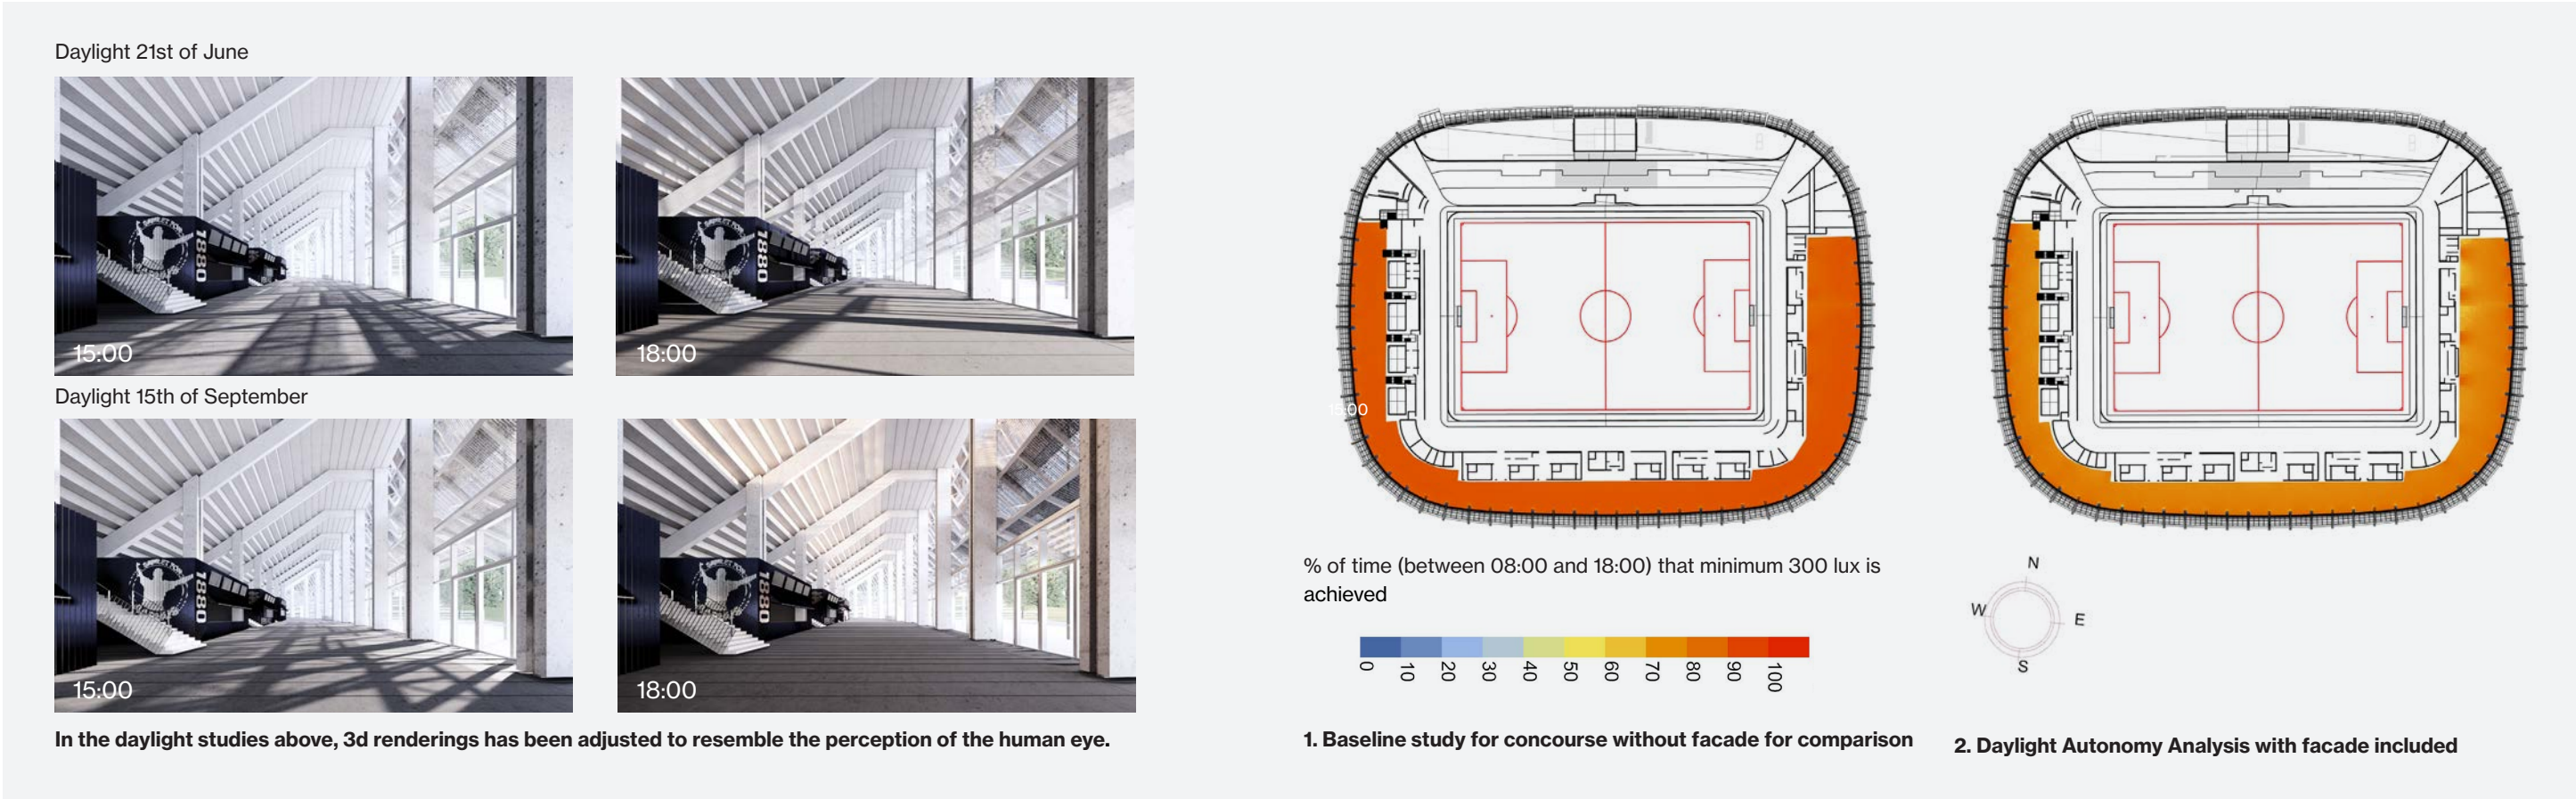 Daylight 21st of June
1880
15:00
1880
18:00
Daylight 15th of September
1880
15:00
1880
18:00
In the daylight studies above, 3d renderings has been adjusted to resemble the perception of the human eye.
15:00
% of time (between 08:00 and 18:00) that minimum 300 lux is
achieved
0 10 20 30 40 50 60 70 80 90 100
1. Baseline study for concourse without facade for comparison
N
W
E
S
2. Daylight Autonomy Analysis with facade included